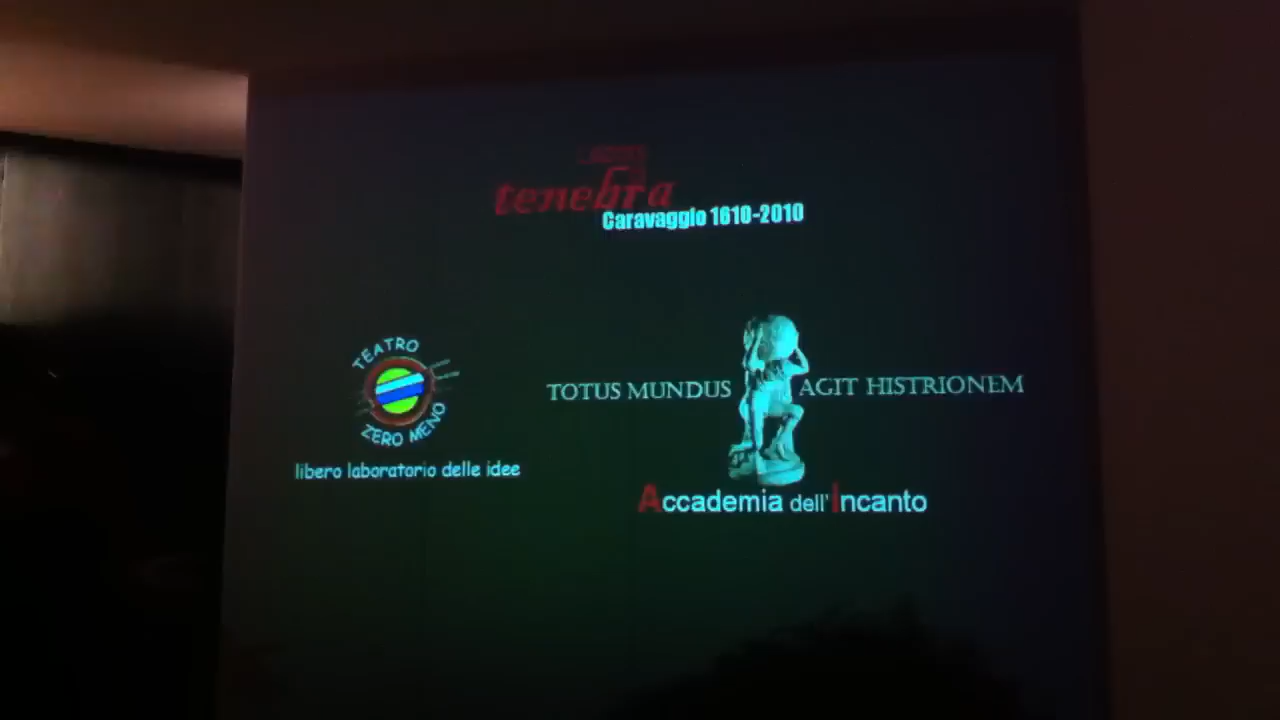 tenebra
Caravaggio 1610-2010
TEATRO
ZERO MENO
libero laboratorio delle idee
TOTUS MUNDUS AGIT HISTRIONEM
Accademia dell'Incanto